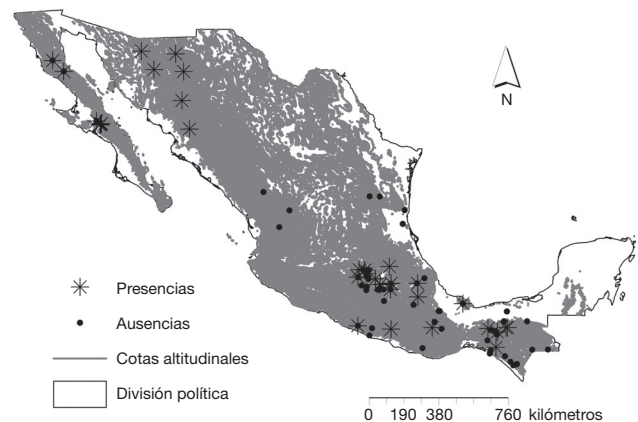 N
Presencias
Ausencias
Cotas altitudinales
División política
0 190 380 760 kilómetros